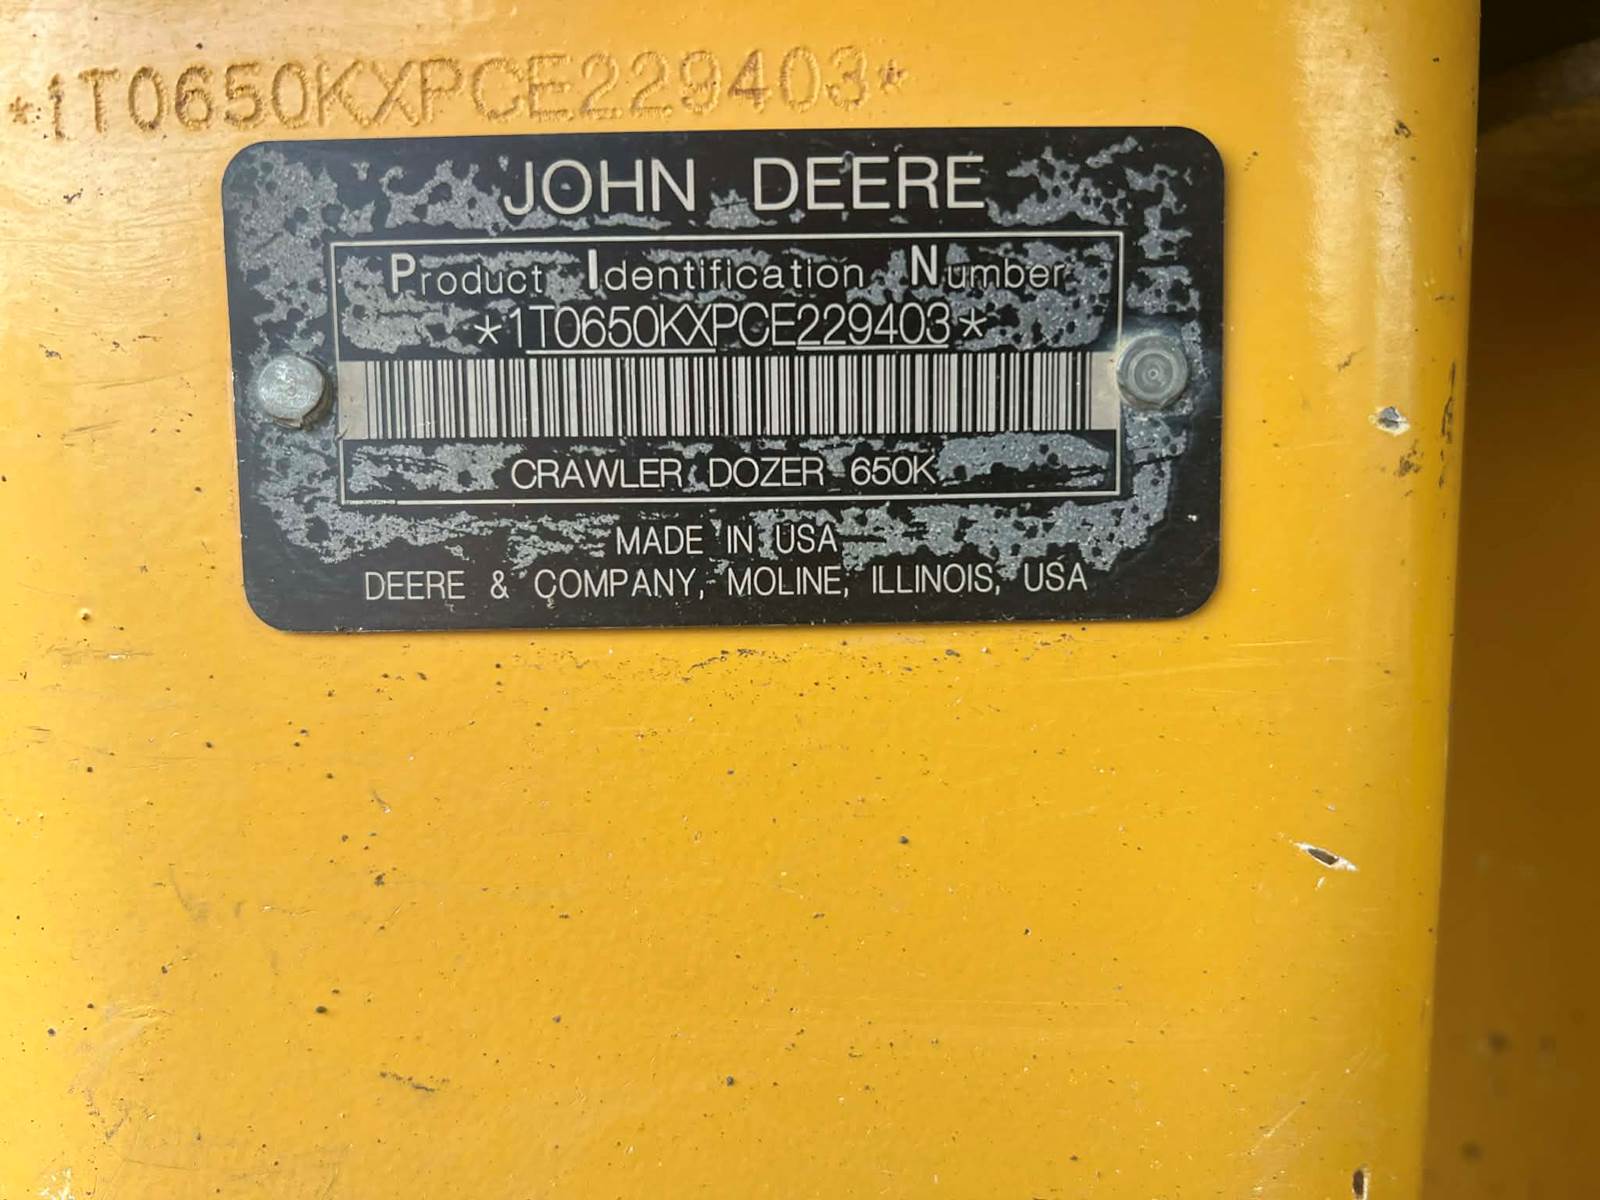 *1T0650KXPCE229403*
JOHN DEERE
Product Identification Number
*1T0650KXPCE229403*
CRAWLER DOZER 650K
MADE IN USA
DEERE & COMPANY, MOLINE, ILLINOIS, USA